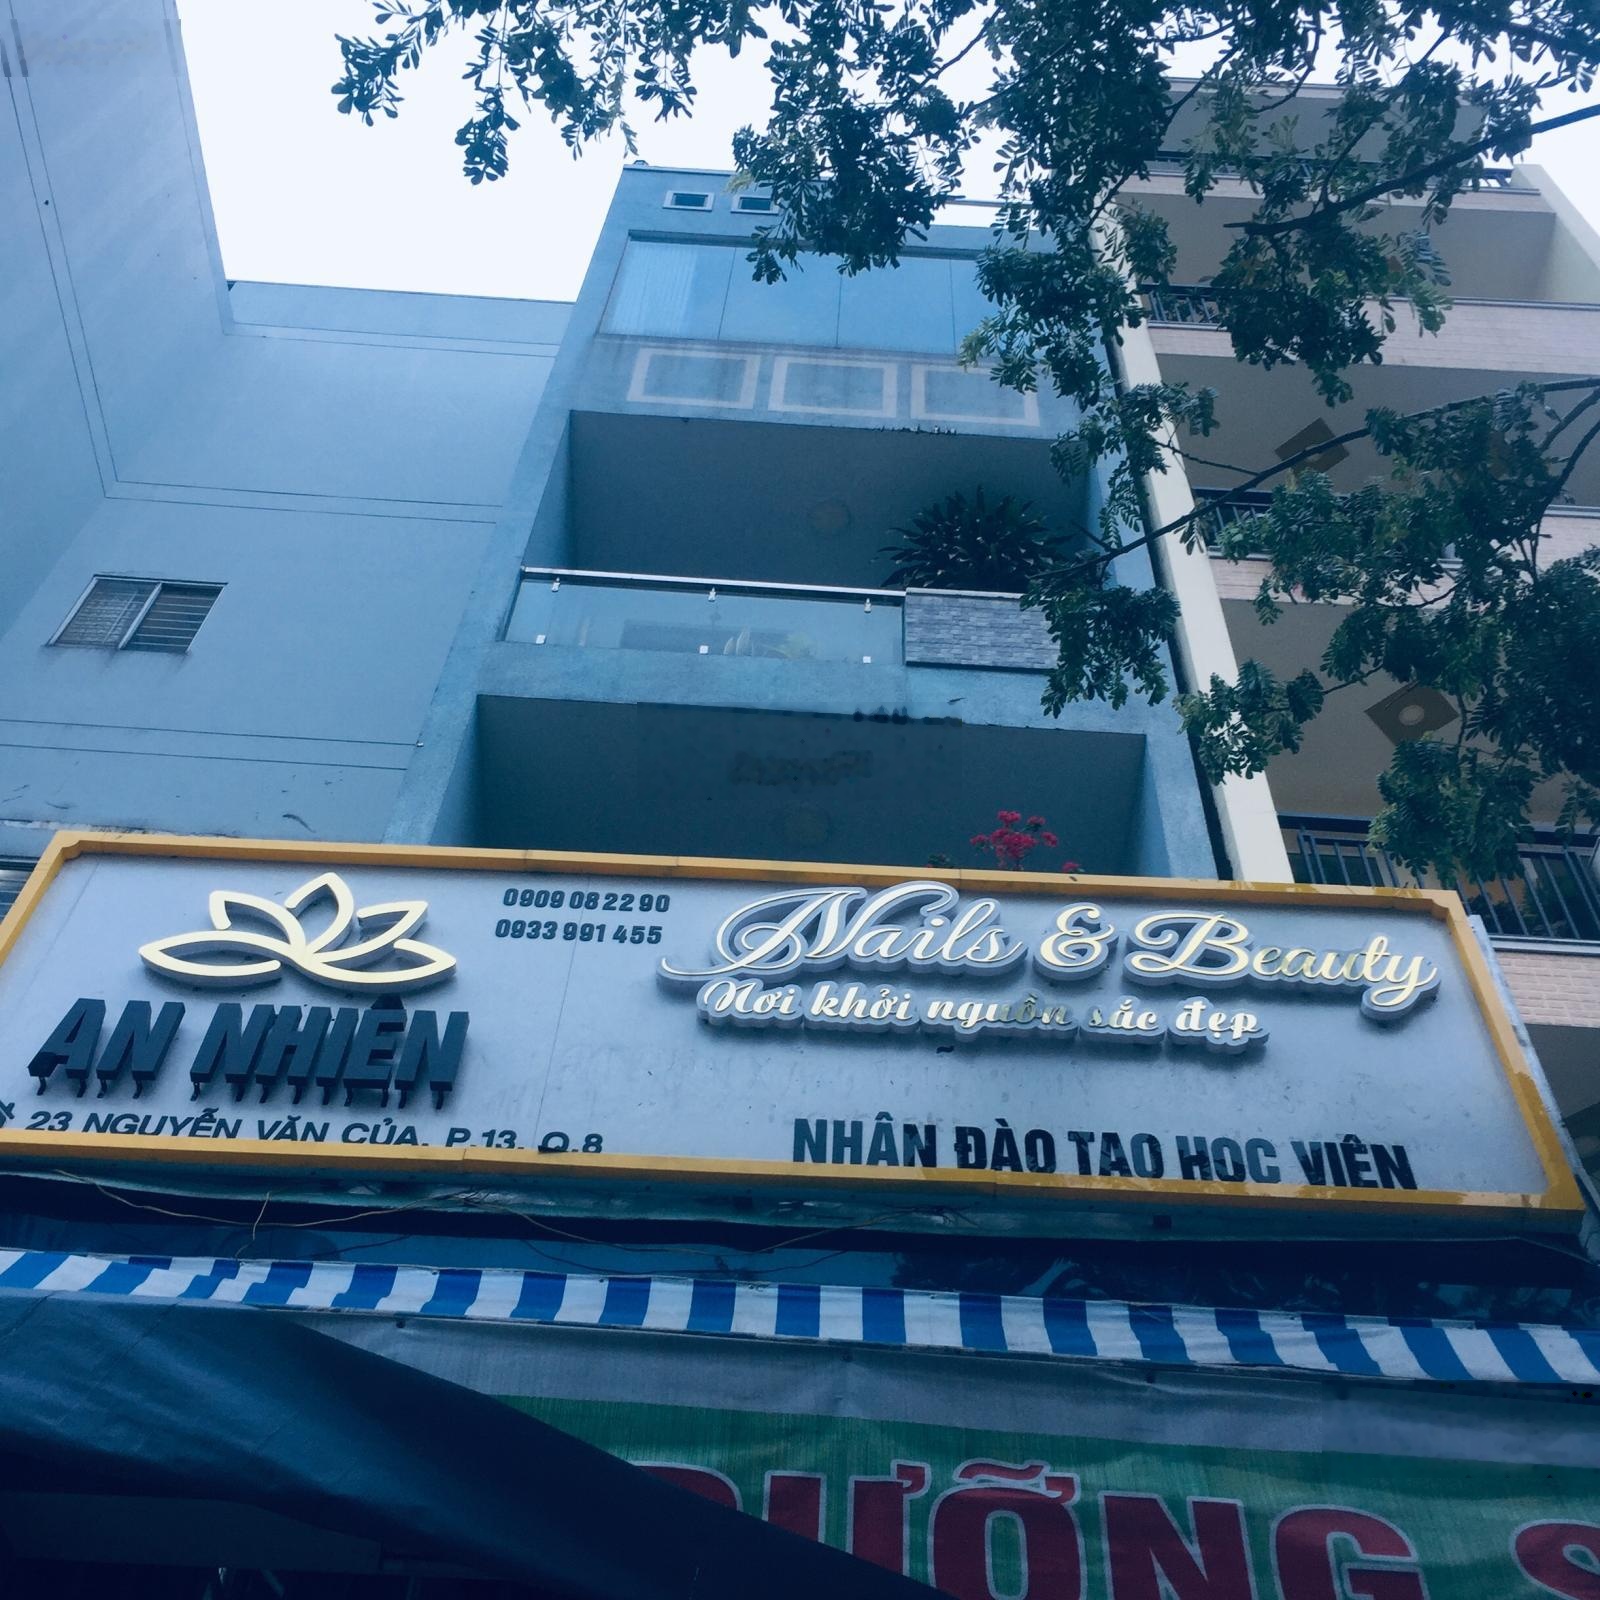 0909 08 22 90
0933 991 455
AN NHIÊN
23 NGUYỄN VĂN CỦA, P.13, Q.8
Nails & Beauty
Nơi khởi nguồn sắc đẹp
NHÂN ĐÀO TẠO HỌC VIÊN
ƯỠNG S